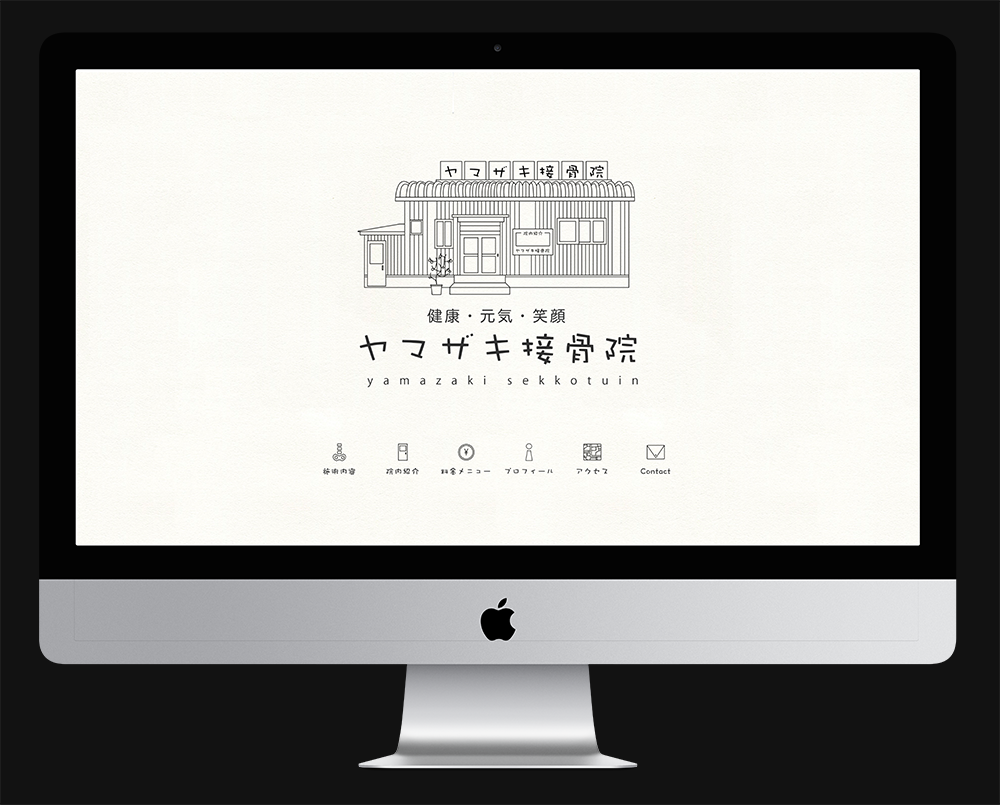 ヤマザキ接骨院
院内紹介
ヤマザキ接骨院
健康・元気・笑顔
ヤマザキ接骨院
yamazaki sekkotuin
施術内容 院内紹介 料金メニュー プロフィール アクセス Contact